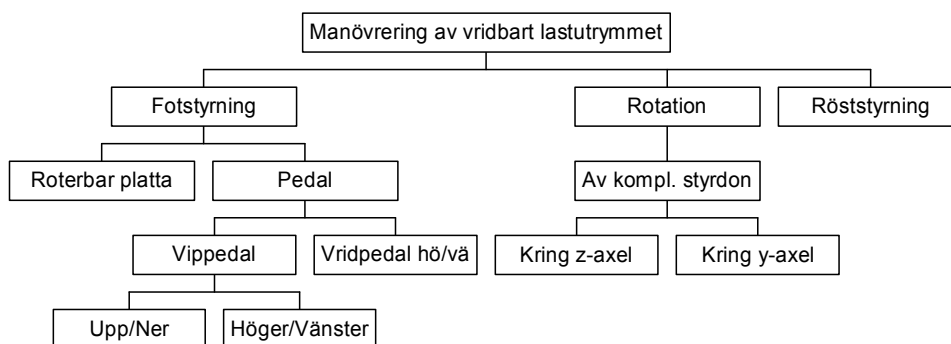 Manövrering av vridbart lastutrymmet
Fotstyrning
Rotation
Röststyrning
Roterbar platta
Pedal
Av kompl. styrdon
Vippedal
Vridpedal hö/vä
Kring z-axel
Kring y-axel
Upp/Ner
Höger/Vänster